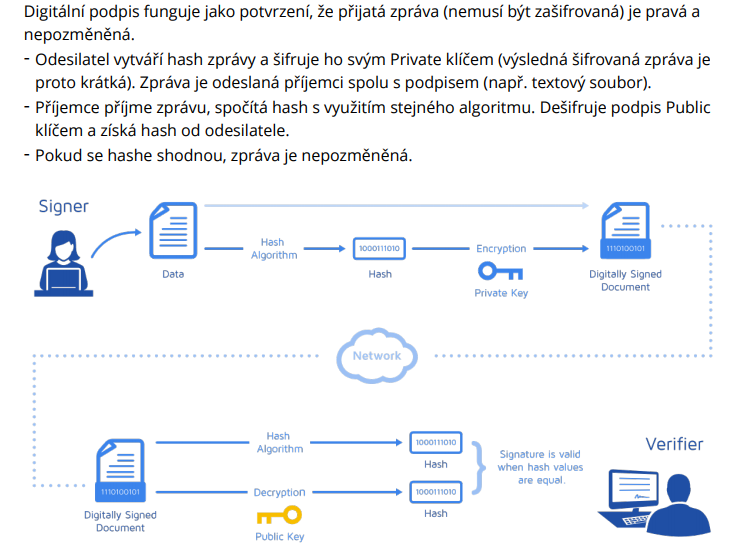 Digitální podpis funguje jako potvrzení, že přijatá zpráva (nemusí být zašifrovaná) je pravá a
nepozměněná.
- Odesilatel vytváří hash zprávy a šifruje ho svým Private klíčem (výsledná šifrovaná zpráva je
proto krátká). Zpráva je odeslaná příjemci spolu s podpisem (např. textový soubor).
- Příjemce příjme zprávu, spočítá hash s využitím stejného algoritmu. Dešifruje podpis Public
klíčem a získá hash od odesilatele.
- Pokud se hashe shodnou, zpráva je nepozměněná.
Signer
Data
Hash
Algorithm
1000111010
Hash
Encryption
Private Key
1110100101
Digitally Signed
Document
Network
1110100101
Digitally Signed
Document
Hash
Algorithm
1000111010
Hash
Decryption
Public Key
1000111010
Hash
Signature is valid
when hash values
are equal.
Verifier